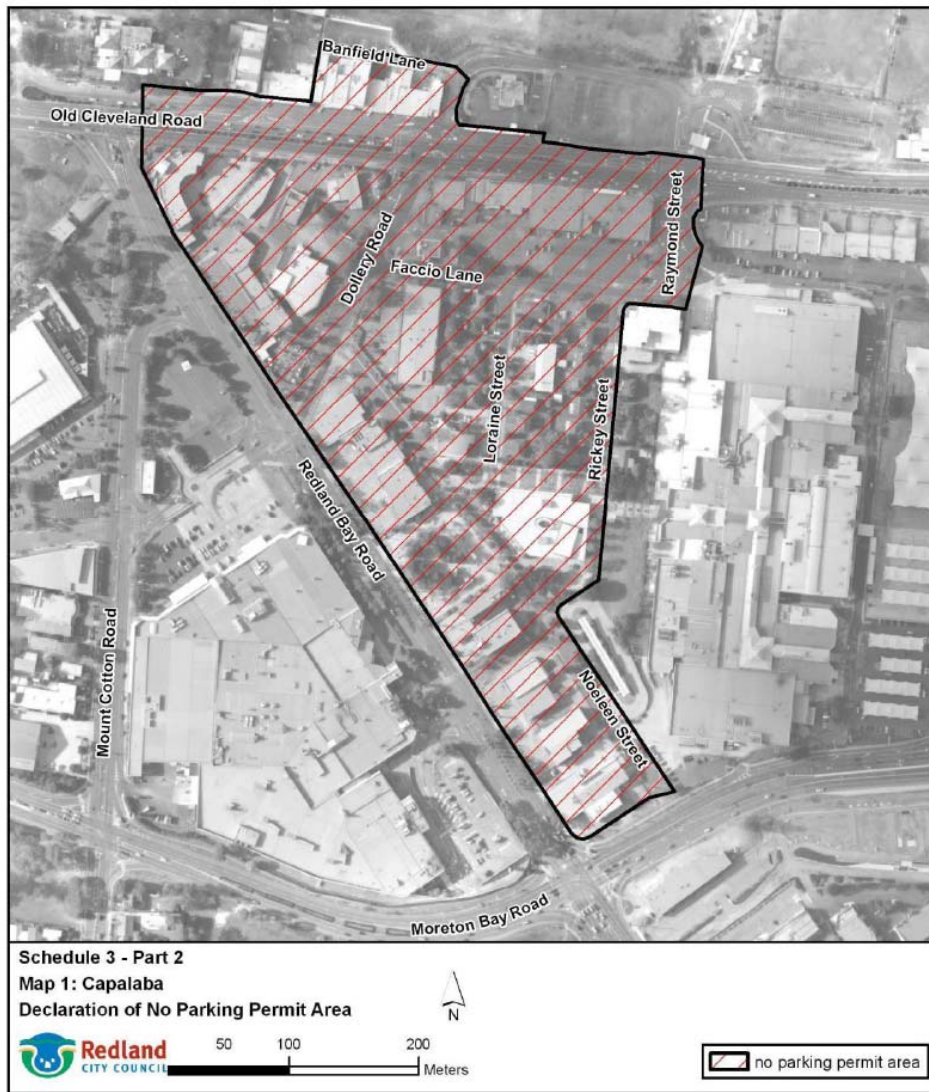 Banfield Lane
Old Cleveland Road
Raymond Street
Dollery Road
Faccio Lane
Loraine Street
Rickey Street
Redland Bay Road
Mount Cotton Road
Noeleen Street
Moreton Bay Road
Schedule 3 - Part 2
Map 1: Capalaba
Declaration of No Parking Permit Area
N
Redland
CITY COUNCIL
50 100 200
Meters
no parking permit area